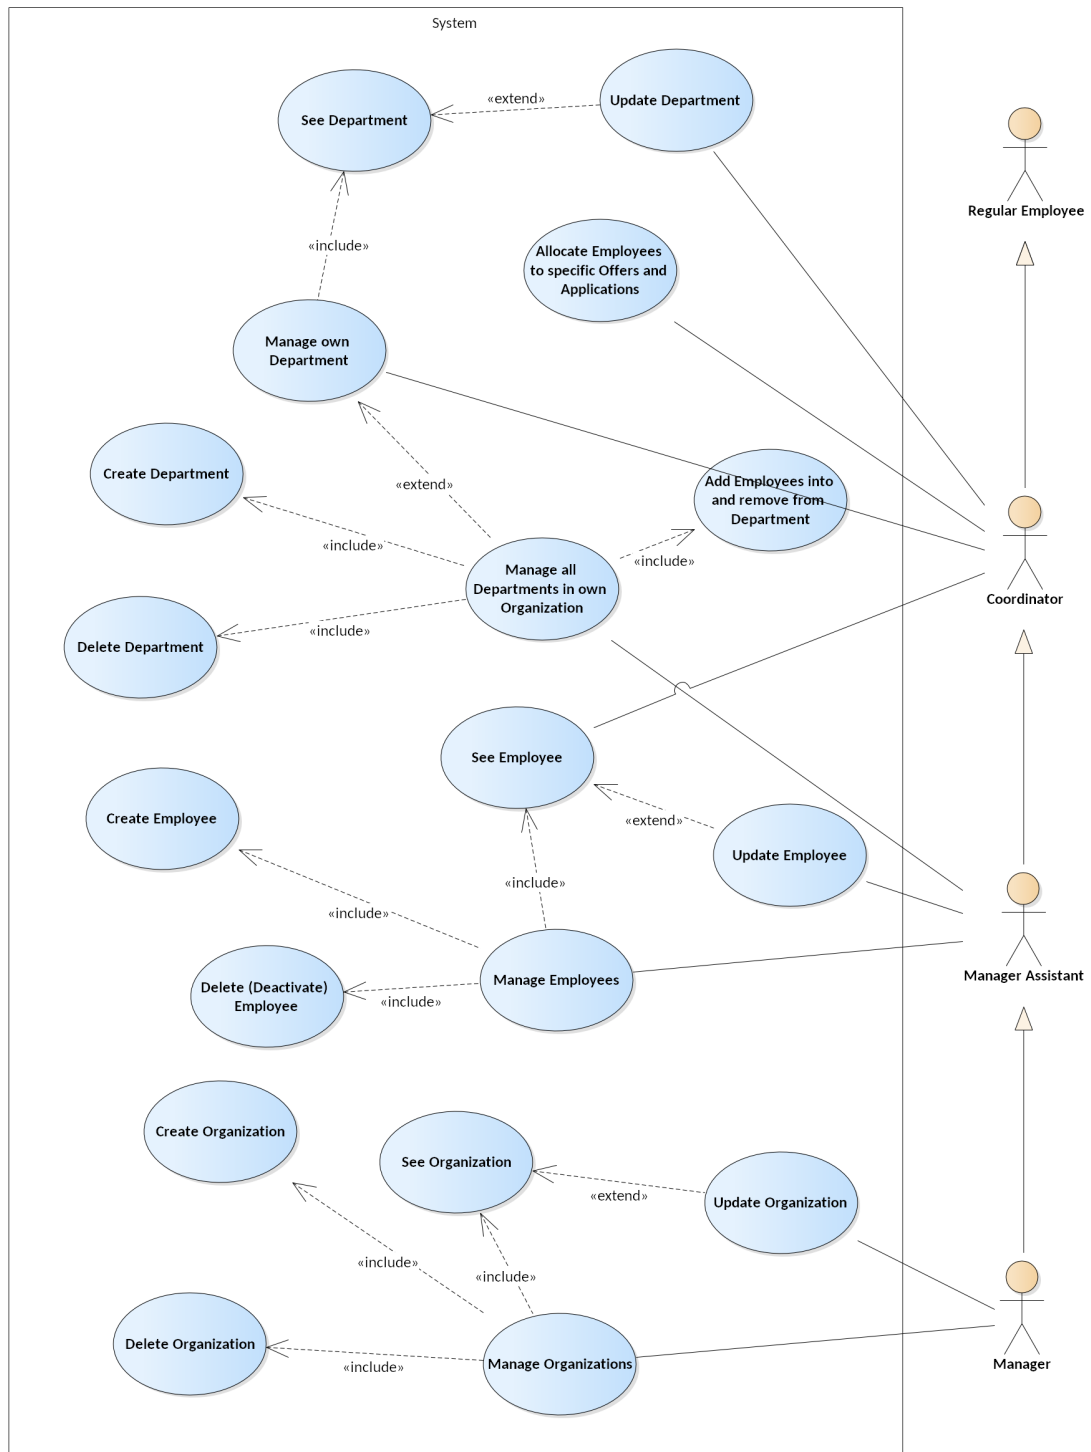 System
See Department
«extend»
Update Department
Regular Employee
«include»
Allocate Employees
to specific Offers and
Applications
Manage own
Department
Create Department
«extend»
Add Employees into
and remove from
Department
«include»
«include»
Manage all
Departments in own
Organization
Coordinator
Delete Department
«include»
See Employee
Create Employee
«extend»
Update Employee
«include»
«include»
Manage Employees
Manager Assistant
Delete (Deactivate)
Employee
«include»
Create Organization
See Organization
«extend»
Update Organization
«include»
«include»
Delete Organization
«include»
Manage Organizations
Manager